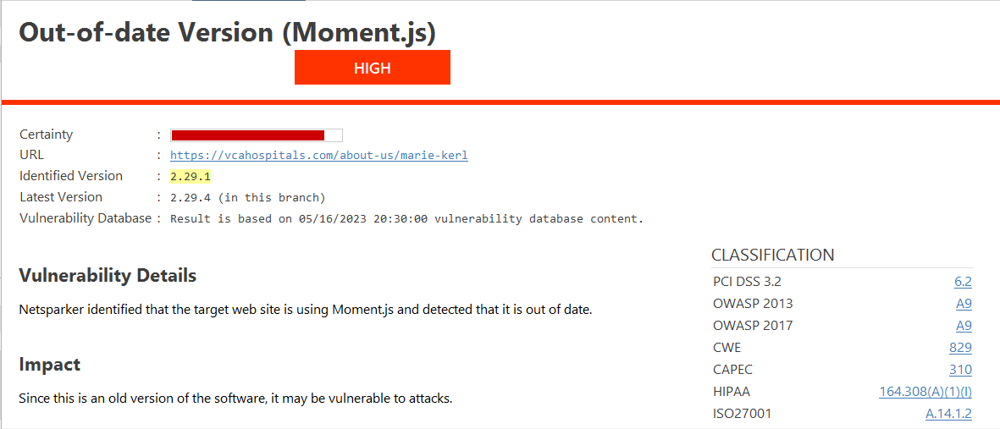 Out-of-date Version (Moment.js)
HIGH
Certainty :
URL : https://vcahospitals.com/about-us/marie-kerl
Identified Version : 2.29.1
Latest Version : 2.29.4 (in this branch)
Vulnerability Database : Result is based on 05/16/2023 20:30:00 vulnerability database content.
Vulnerability Details
Netsparker identified that the target web site is using Moment.js and detected that it is out of date.
Impact
Since this is an old version of the software, it may be vulnerable to attacks.
CLASSIFICATION
PCI DSS 3.2 6.2
OWASP 2013 A9
OWASP 2017 A9
CWE 829
CAPEC 310
HIPAA 164.308(A)(1)(I)
ISO27001 A.14.1.2